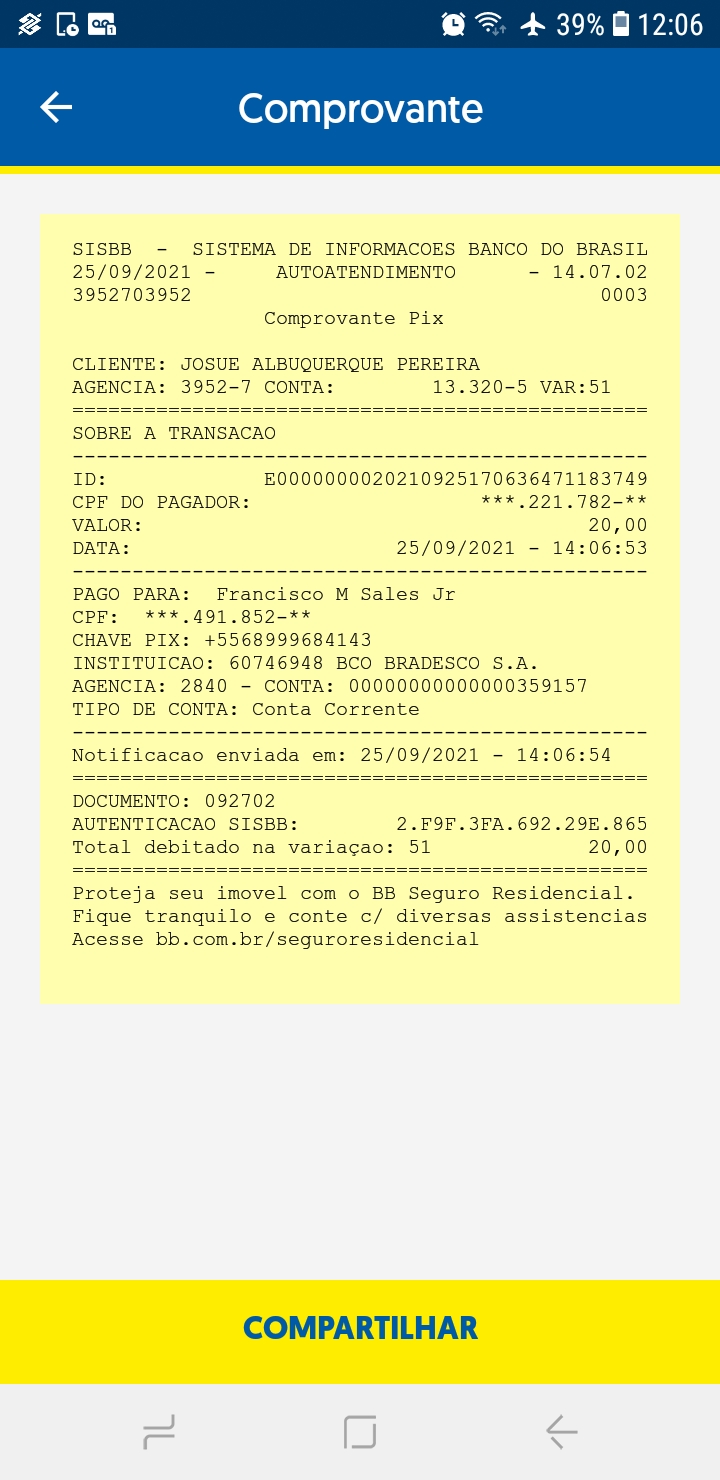 39% 12:06
Comprovante
SISBB - SISTEMA DE INFORMACOES BANCO DO BRASIL
25/09/2021 - AUTOATENDIMENTO - 14.07.02
3952703952 0003
Comprovante Pix
CLIENTE: JOSUE ALBUQUERQUE PEREIRA
AGENCIA: 3952-7 CONTA: 13.320-5 VAR:51
================================================
SOBRE A TRANSACAO
------------------------------------------------
ID: E0000000020210925170636471183749
CPF DO PAGADOR: ***.221.782-**
VALOR: 20,00
DATA: 25/09/2021 - 14:06:53
------------------------------------------------
PAGO PARA: Francisco M Sales Jr
CPF: ***.491.852-**
CHAVE PIX: +5568999684143
INSTITUICAO: 60746948 BCO BRADESCO S.A.
AGENCIA: 2840 - CONTA: 00000000000000359157
TIPO DE CONTA: Conta Corrente
------------------------------------------------
Notificacao enviada em: 25/09/2021 - 14:06:54
================================================
DOCUMENTO: 092702
AUTENTICACAO SISBB: 2.F9F.3FA.692.29E.865
Total debitado na variaçao: 51 20,00
================================================
Proteja seu imovel com o BB Seguro Residencial.
Fique tranquilo e conte c/ diversas assistencias
Acesse bb.com.br/seguroresidencial
COMPARTILHAR